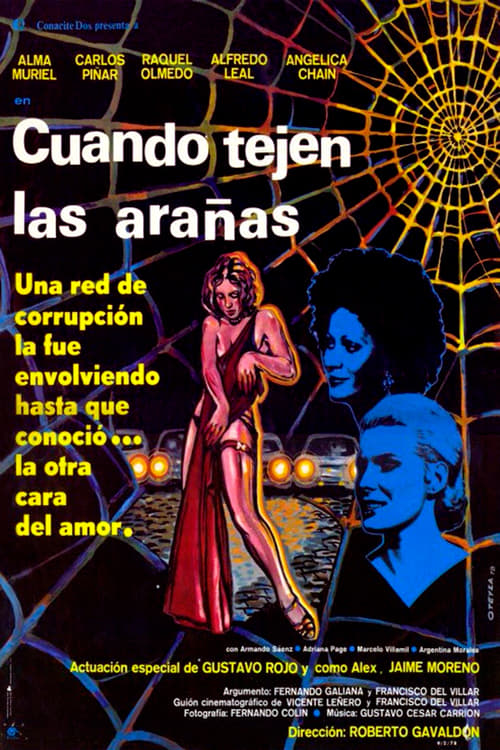 Conacite Dos presenta a
ALMA MURIEL
CARLOS PIÑAR
RAQUEL OLMEDO
ALFREDO LEAL
ANGELICA CHAIN
en
Cuando tejen
las arañas
Una red de
corrupción
la fue
envolviendo
hasta que
conoció...
la otra
cara
del amor.
con Armando Sáenz • Adriana Page • Marcelo Villamil • Argentina Morales
Actuación especial de GUSTAVO ROJO y como Alex, JAIME MORENO
Argumento: FERNANDO GALIANA y FRANCISCO DEL VILLAR
Guión cinematográfico de VICENTE LEÑERO y FRANCISCO DEL VILLAR
Fotografía: FERNANDO COLIN • Música: GUSTAVO CESAR CARRION
Dirección: ROBERTO GAVALDON